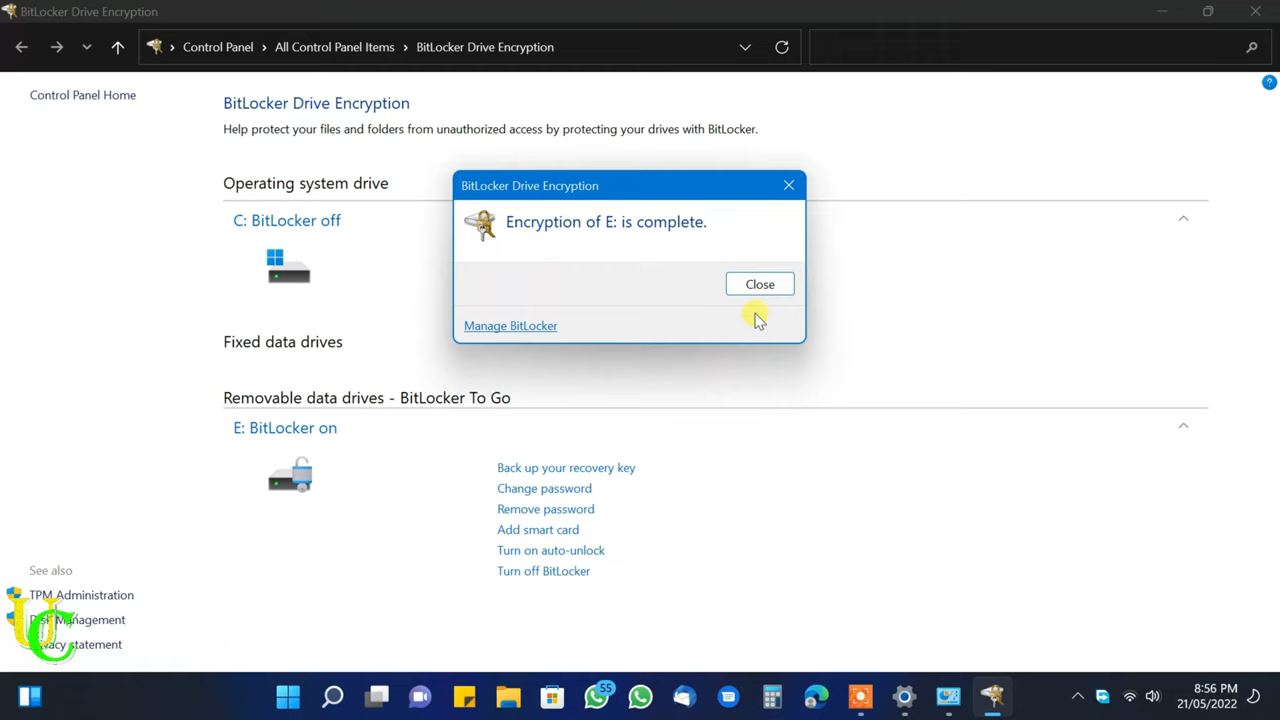 BitLocker Drive Encryption
Control Panel > All Control Panel Items > BitLocker Drive Encryption
Control Panel Home
BitLocker Drive Encryption
Help protect your files and folders from unauthorized access by protecting your drives with BitLocker.
Operating system drive
C: BitLocker off
BitLocker Drive Encryption
Encryption of E: is complete.
Close
Manage BitLocker
Fixed data drives
Removable data drives - BitLocker To Go
E: BitLocker on
Back up your recovery key
Change password
Remove password
Add smart card
Turn on auto-unlock
Turn off BitLocker
See also
TPM Administration
Disk Management
Privacy statement
UC
55
8:56 PM
21/05/2022